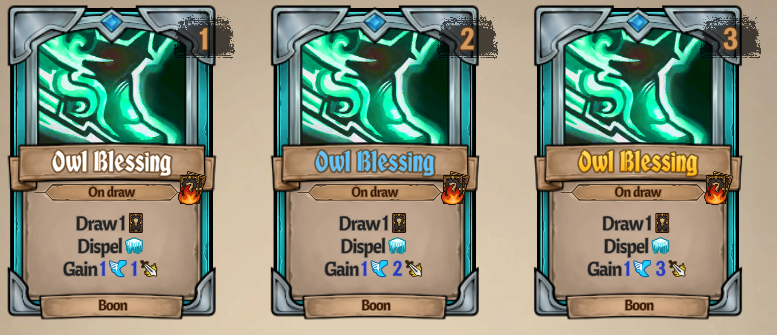 1
Owl Blessing
On draw
Draw 1
Dispel
Gain 1 1
Boon
2
Owl Blessing
On draw
Draw 1
Dispel
Gain 1 2
Boon
3
Owl Blessing
On draw
Draw 1
Dispel
Gain 1 3
Boon